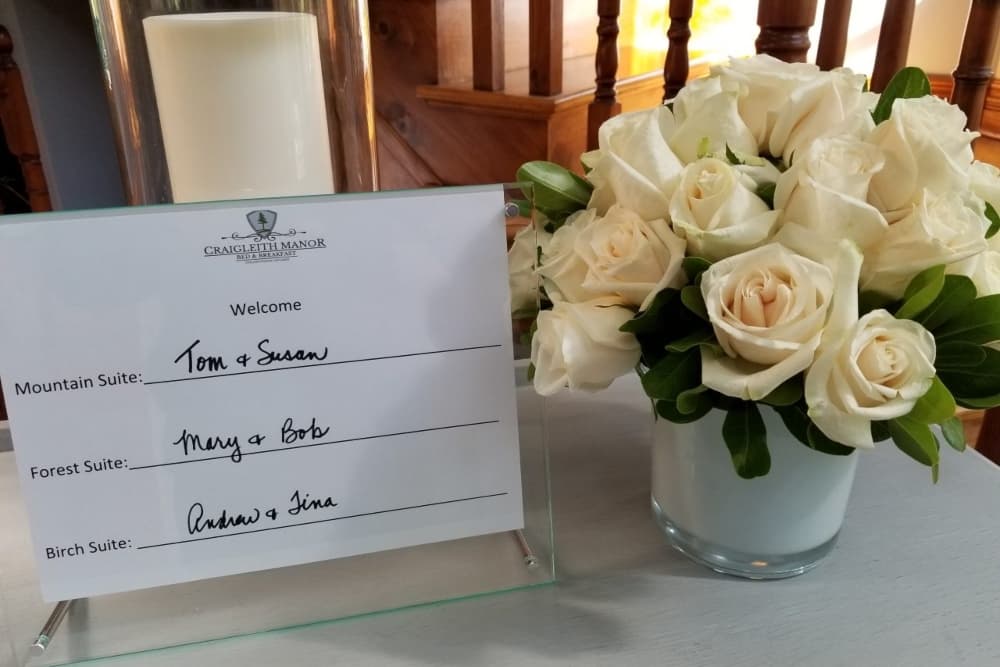 CRAIGLEITH MANOR
BED & BREAKFAST
Welcome
Mountain Suite: Tom & Susan
Forest Suite: Mary & Bob
Birch Suite: Andrew & Tina